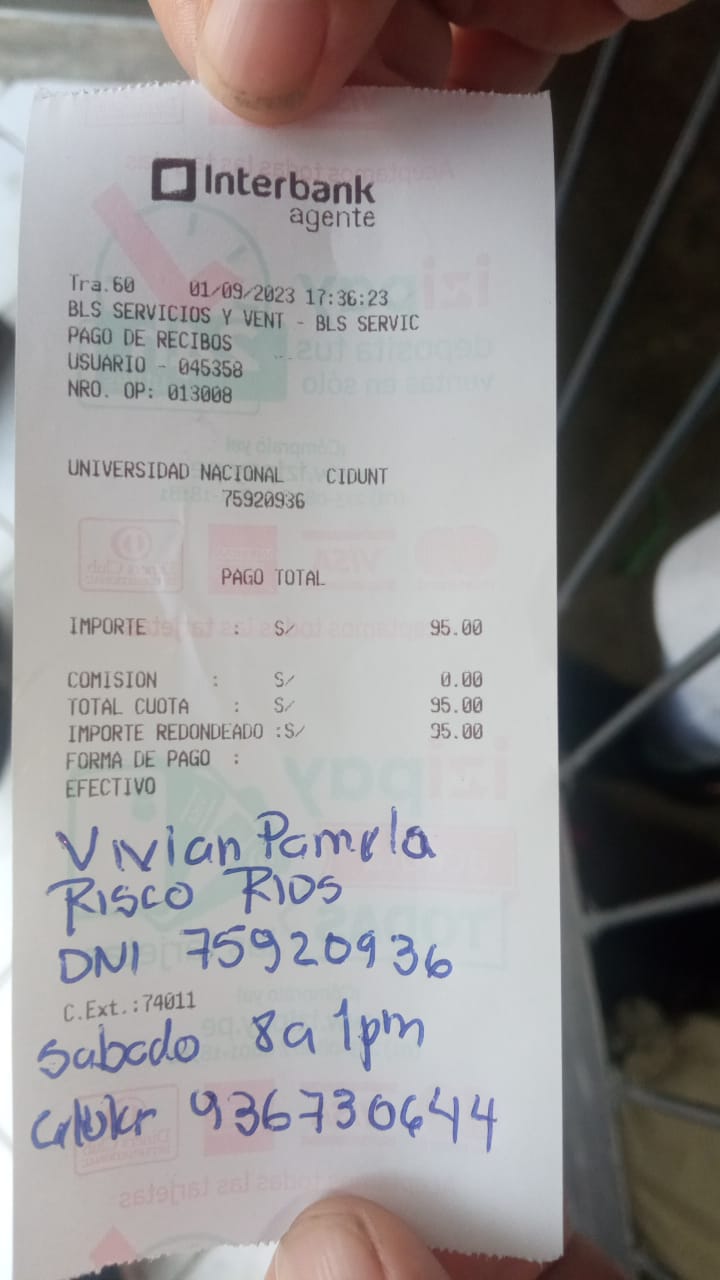 Interbank
agente
Tra.60 01/09/2023 17:36:23
BLS SERVICIOS Y VENT - BLS SERVIC
PAGO DE RECIBOS
USUARIO - 045358
NRO. OP: 013008
UNIVERSIDAD NACIONAL CIDUNT
75920936
PAGO TOTAL
IMPORTE : S/ 95.00
COMISION : S/ 0.00
TOTAL CUOTA : S/ 95.00
IMPORTE REDONDEADO :S/ 95.00
FORMA DE PAGO :
EFECTIVO
Vivian Pamela
RISCO RIOS
DNI 75920936
C.Ext.:74011
Sabado 8a 1pm
celular 936730644